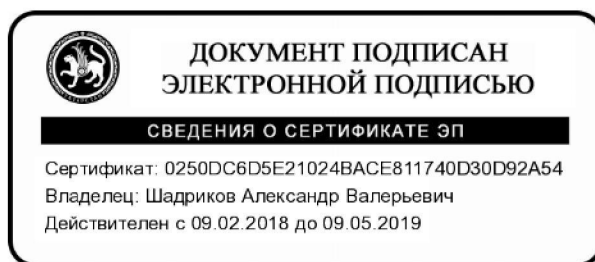 ДОКУМЕНТ ПОДПИСАН
ЭЛЕКТРОННОЙ ПОДПИСЬЮ
СВЕДЕНИЯ О СЕРТИФИКАТЕ ЭП
Сертификат: 0250DC6D5E21024BACE811740D30D92A54
Владелец: Шадриков Александр Валерьевич
Действителен с 09.02.2018 до 09.05.2019